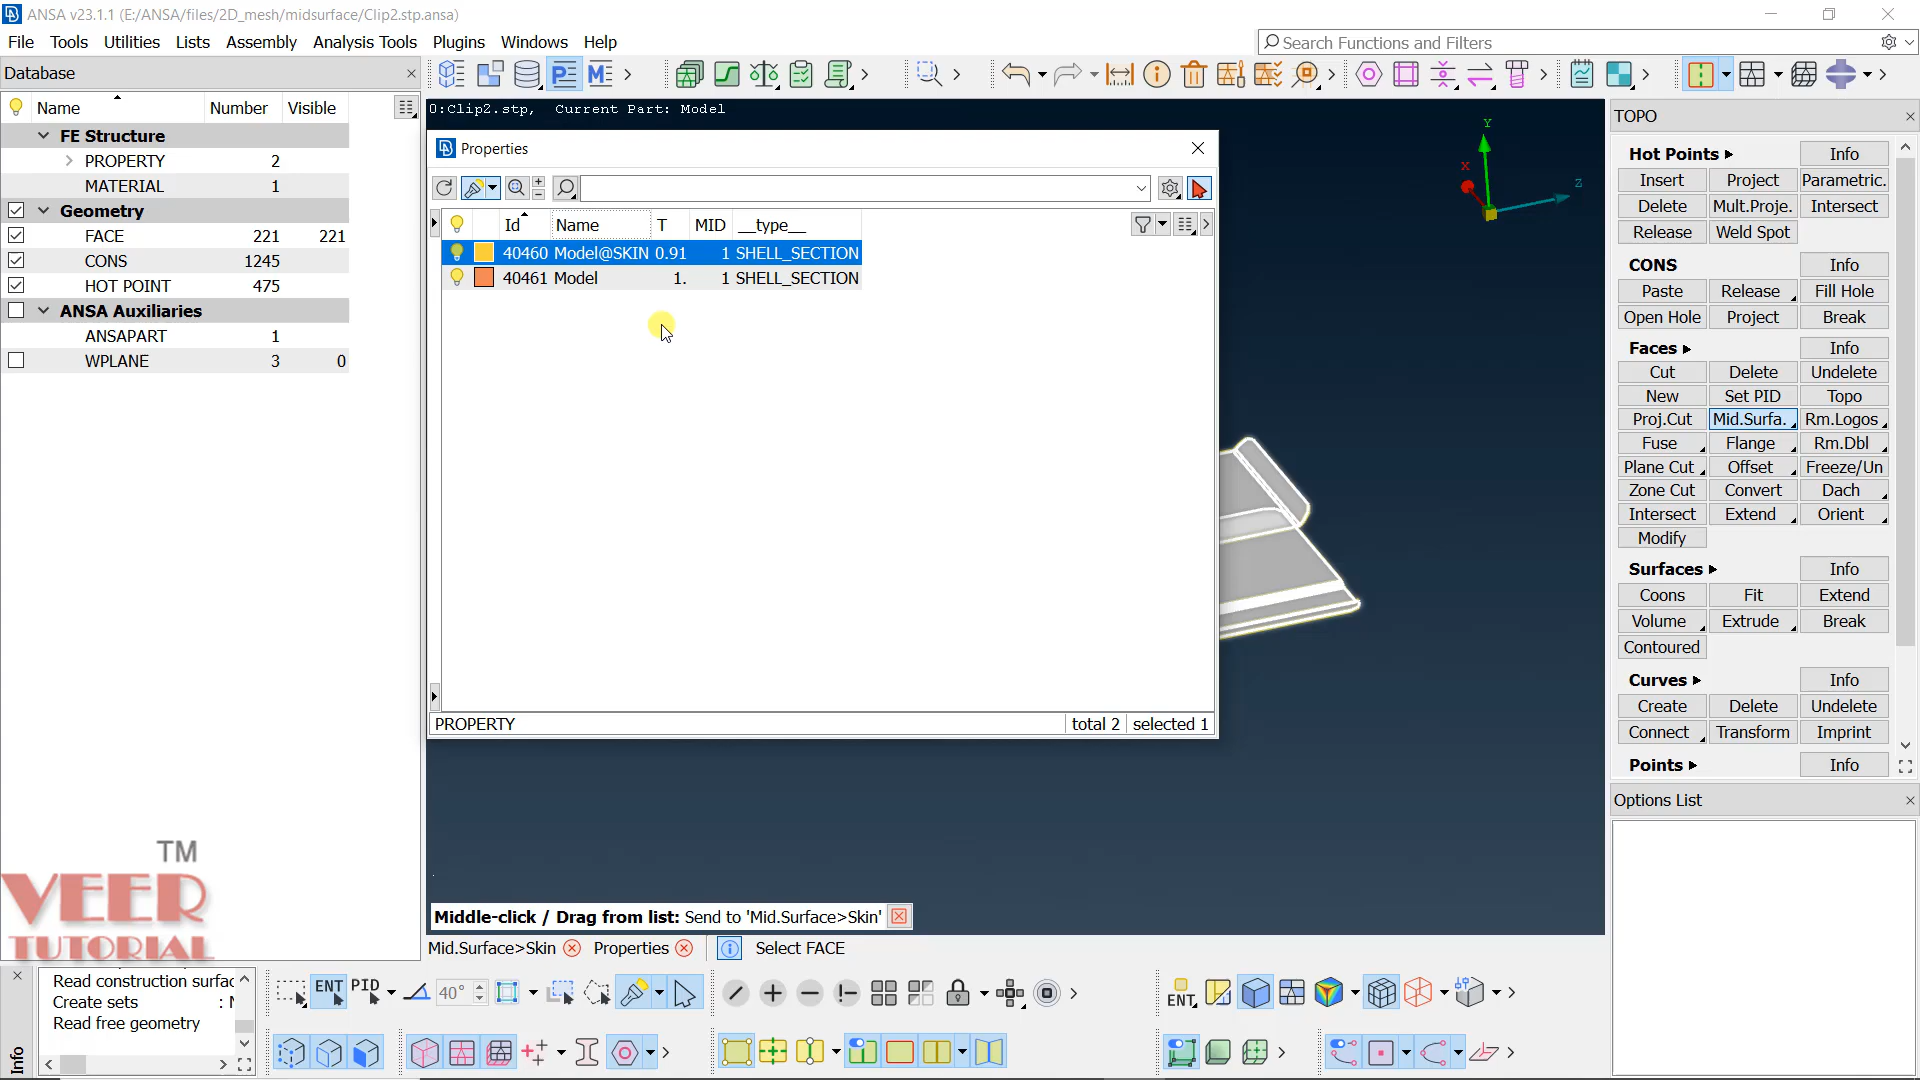 ANSA v23.1.1 (E:/ANSA/files/2D_mesh/midsurface/Clip2.stp.ansa)
File Tools Utilities Lists Assembly Analysis Tools Plugins Windows Help
Search Functions and Filters
Database
Name Number Visible
FE Structure
PROPERTY 2
MATERIAL 1
Geometry
FACE 221 221
CONS 1245
HOT POINT 475
ANSA Auxiliaries
ANSAPART 1
WPLANE 3 0
TM
VEER
TUTORIAL
0:Clip2.stp, Current Part: Model
Y
X
Z
Properties
Id Name T MID __type__
40460 Model@SKIN 0.91 1 SHELL_SECTION
40461 Model 1. 1 SHELL_SECTION
PROPERTY total 2 selected 1
Middle-click / Drag from list: Send to 'Mid.Surface>Skin'
Mid.Surface>Skin Properties Select FACE
TOPO
Hot Points Info
Insert Project Parametric.
Delete Mult.Proje. Intersect
Release Weld Spot
CONS Info
Paste Release Fill Hole
Open Hole Project Break
Faces Info
Cut Delete Undelete
New Set PID Topo
Proj.Cut Mid.Surfa. Rm.Logos
Fuse Flange Rm.Dbl
Plane Cut Offset Freeze/Un
Zone Cut Convert Dach
Intersect Extend Orient
Modify
Surfaces Info
Coons Fit Extend
Volume Extrude Break
Contoured
Curves Info
Create Delete Undelete
Connect Transform Imprint
Points Info
Options List
Info
Read construction surfac
Create sets :
Read free geometry
ENT PID 40°
ENT